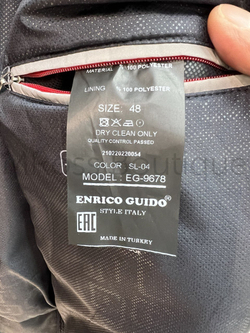 MATERIAL % 100 POLYESTER
LINING % 100 POLYESTER
SIZE: 48
DRY CLEAN ONLY
QUALITY CONTROL PASSED
210220220054
COLOR SL-04
MODEL: EG-9678
ENRICO GUIDO®
STYLE ITALY
EAC
MADE IN TURKEY